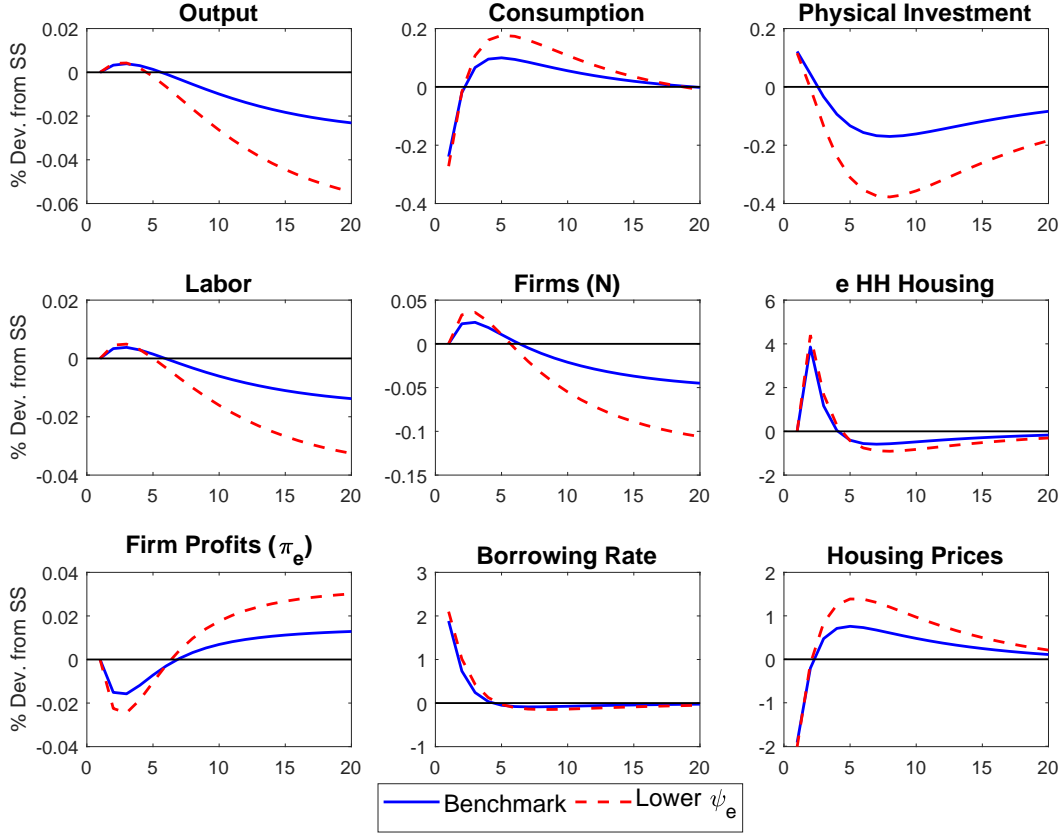 Output
Consumption
Physical Investment
% Dev. from SS
0.02
0
-0.02
-0.04
-0.06
0 5 10 15 20
0.4
0.2
0
-0.2
-0.4
0 5 10 15 20
0.2
0
-0.2
-0.4
0 5 10 15 20
Labor
Firms (N)
e HH Housing
% Dev. from SS
0.02
0
-0.02
-0.04
0 5 10 15 20
0.05
0
-0.05
-0.1
-0.15
0 5 10 15 20
6
4
2
0
-2
0 5 10 15 20
Firm Profits (π_e)
Borrowing Rate
Housing Prices
% Dev. from SS
0.04
0.02
0
-0.02
-0.04
0 5 10 15 20
3
2
1
0
-1
0 5 10 15 20
2
1
0
-1
-2
0 5 10 15 20
Benchmark Lower ψ_e